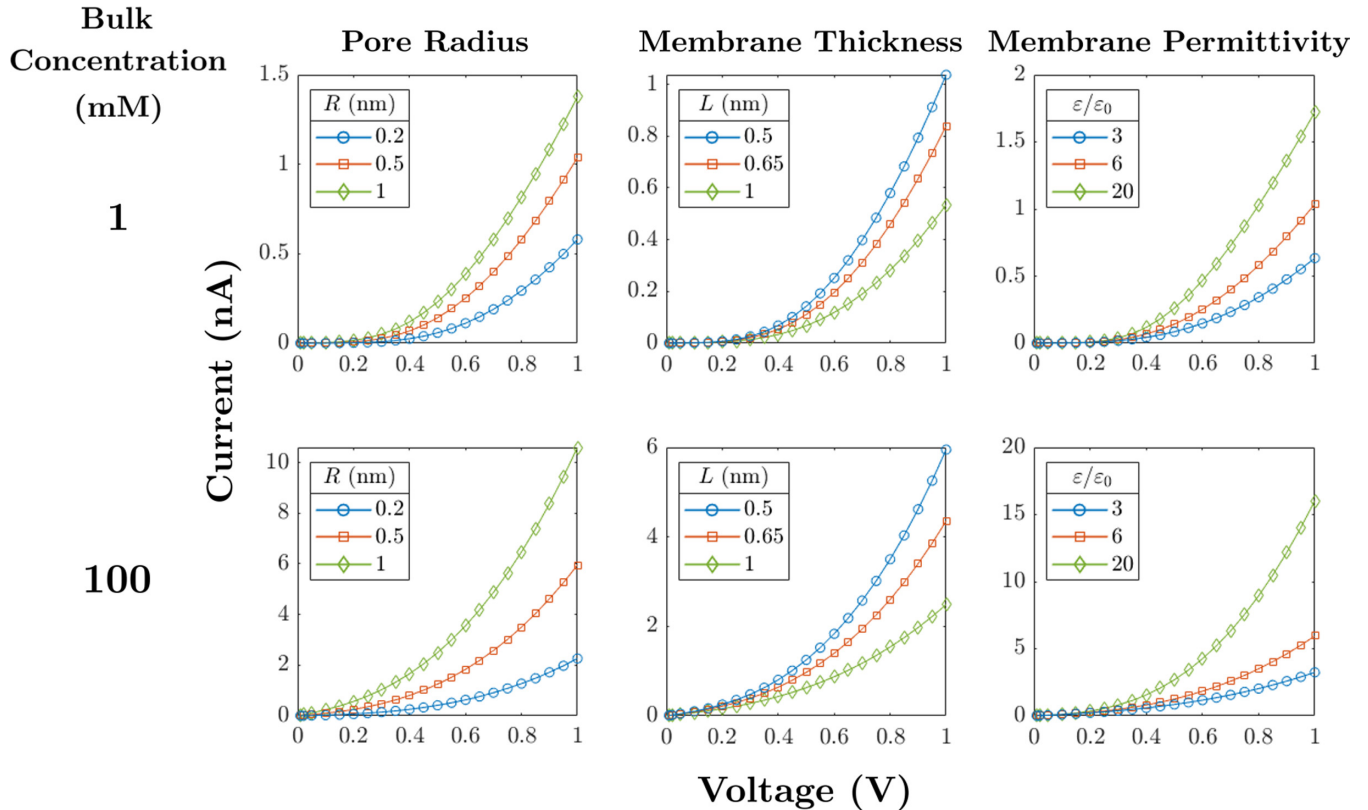 Bulk
Concentration
(mM)
Pore Radius
Membrane Thickness
Membrane Permittivity
1
1.5
1
0.5
0
0 0.2 0.4 0.6 0.8 1
R (nm)
0.2
0.5
1
1
0.8
0.6
0.4
0.2
0
0 0.2 0.4 0.6 0.8 1
L (nm)
0.5
0.65
1
2
1.5
1
0.5
0
0 0.2 0.4 0.6 0.8 1
ε/ε₀
3
6
20
Current (nA)
100
10
8
6
4
2
0
0 0.2 0.4 0.6 0.8 1
R (nm)
0.2
0.5
1
6
4
2
0
0 0.2 0.4 0.6 0.8 1
L (nm)
0.5
0.65
1
20
15
10
5
0
0 0.2 0.4 0.6 0.8 1
ε/ε₀
3
6
20
Voltage (V)